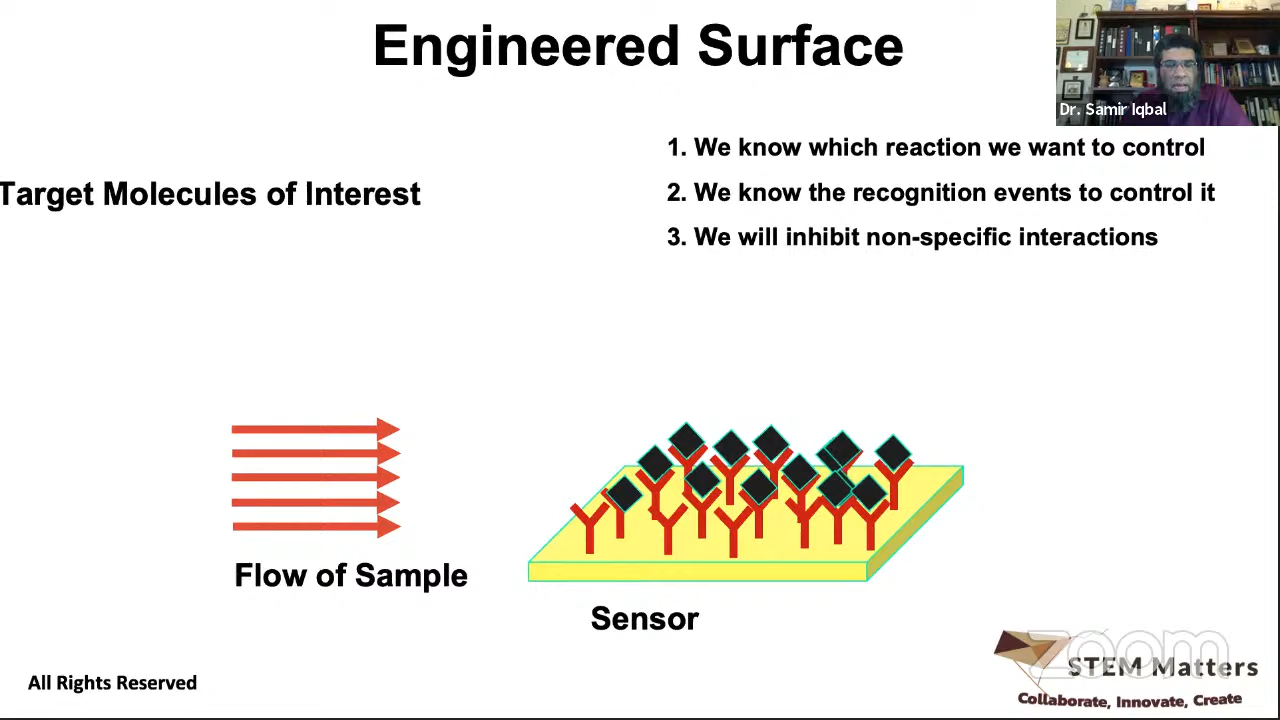 Engineered Surface
Dr. Samir Iqbal
1. We know which reaction we want to control
Target Molecules of Interest
2. We know the recognition events to control it
3. We will inhibit non-specific interactions
Flow of Sample
Sensor
zoom
STEM Matters
All Rights Reserved
Collaborate, Innovate, Create